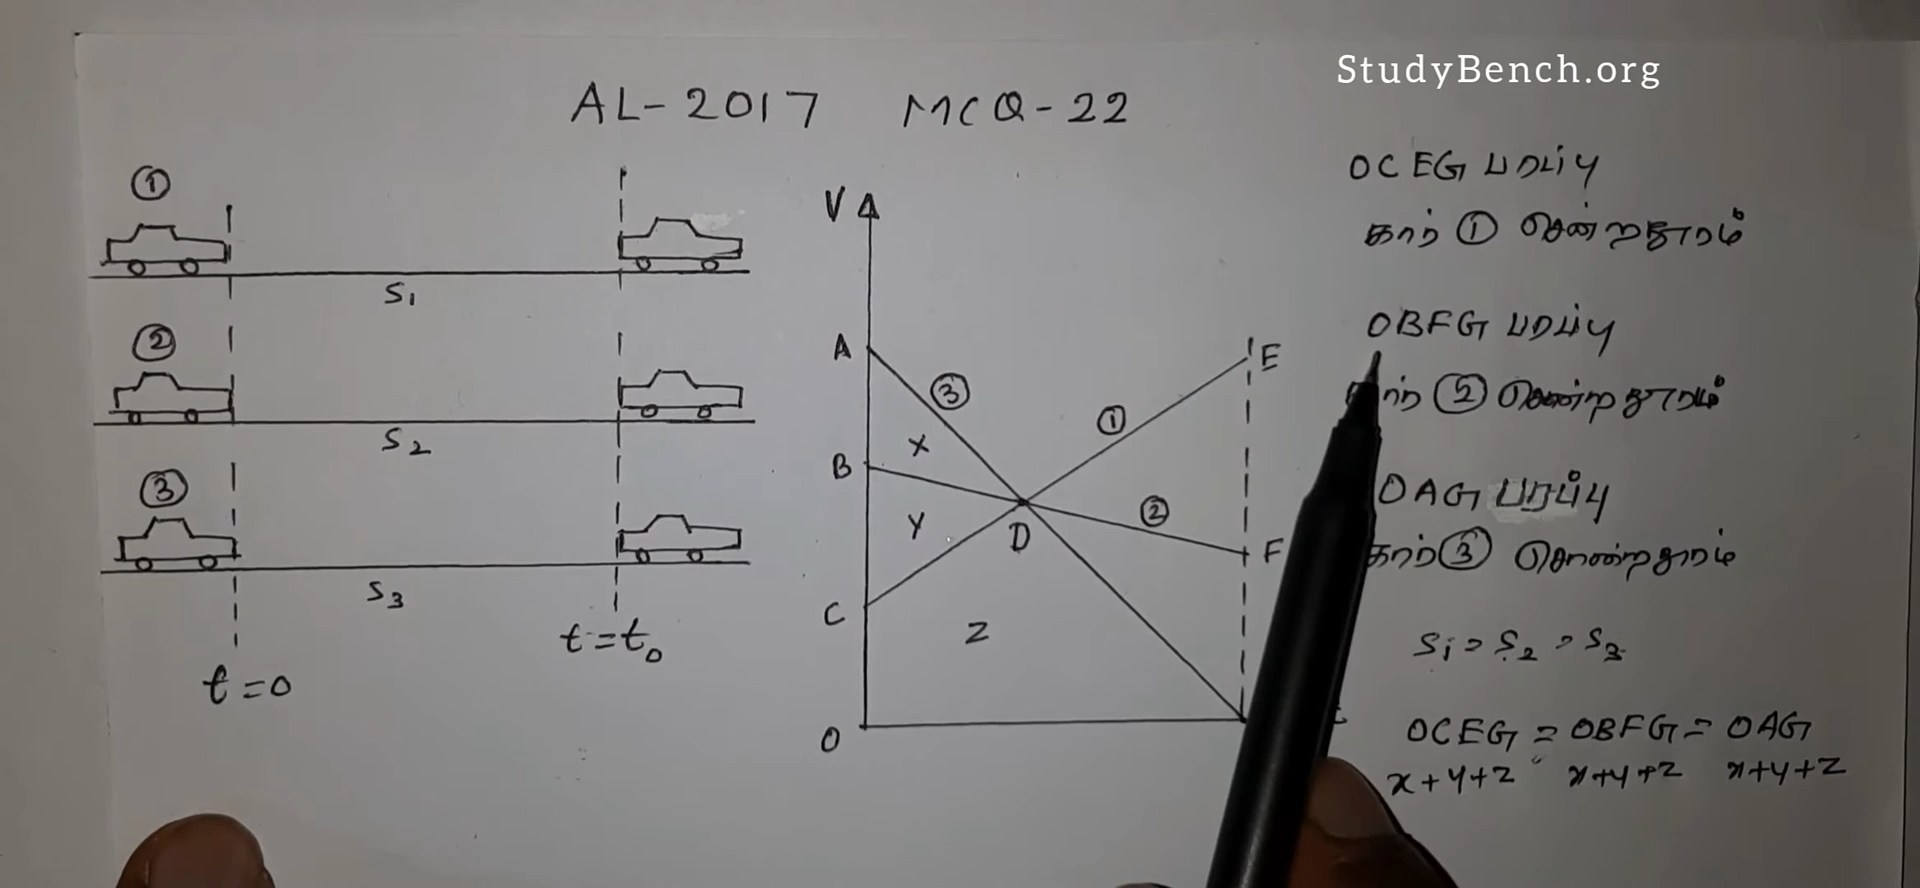 StudyBench.org
AL-2017 MCQ-22
①
S₁
②
S₂
③
S₃
t=0
t=t₀
V
A
B
C
O
③
①
②
X
Y
Z
D
E
F
OCEG பரப்பு
கார் ① சென்றதூரம்
OBFG பரப்பு
② சென்ற தூரம்
OAG பரப்பு
கார் ③ சென்றதூரம்
S₁ = S₂ = S₃
OCEG = OBFG = OAG
x+y+z x+y+z x+y+z